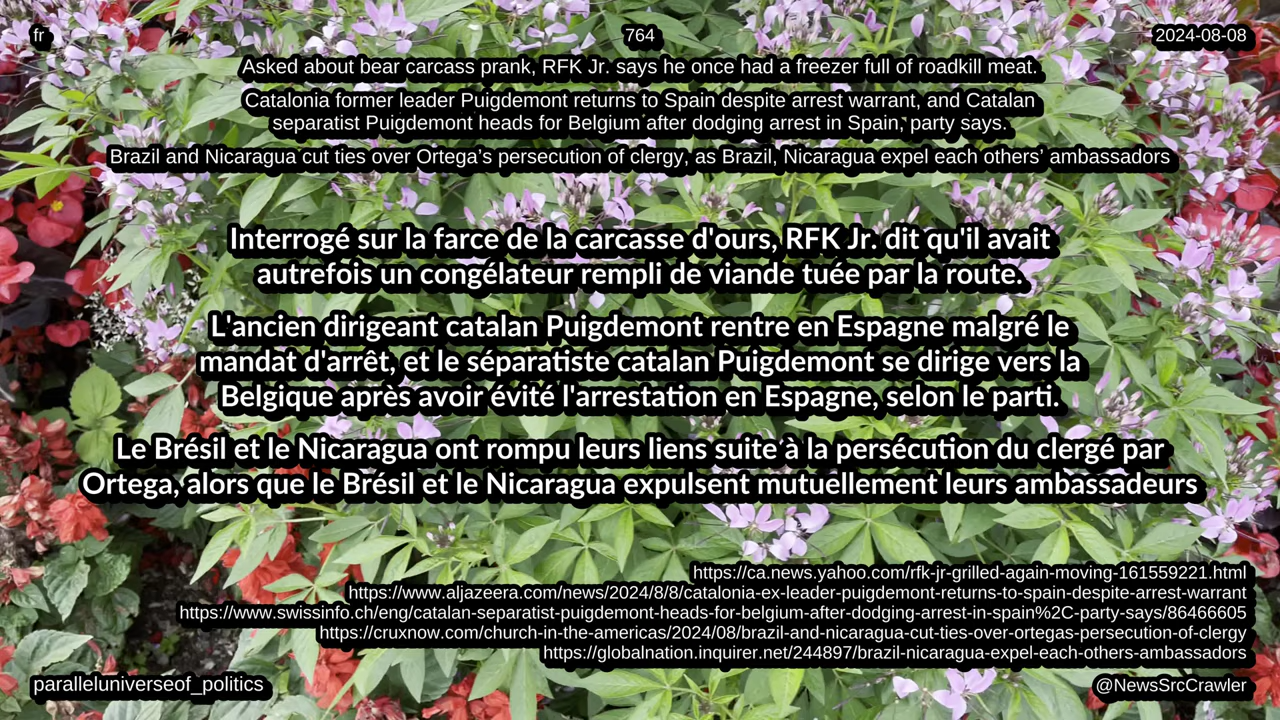 fr
764
2024-08-08
Asked about bear carcass prank, RFK Jr. says he once had a freezer full of roadkill meat.
Catalonia former leader Puigdemont returns to Spain despite arrest warrant, and Catalan
separatist Puigdemont heads for Belgium after dodging arrest in Spain, party says.
Brazil and Nicaragua cut ties over Ortega's persecution of clergy, as Brazil, Nicaragua expel each others' ambassadors
Interrogé sur la farce de la carcasse d'ours, RFK Jr. dit qu'il avait
autrefois un congélateur rempli de viande tuée par la route.
L'ancien dirigeant catalan Puigdemont rentre en Espagne malgré le
mandat d'arrêt, et le séparatiste catalan Puigdemont se dirige vers la
Belgique après avoir évité l'arrestation en Espagne, selon le parti.
Le Brésil et le Nicaragua ont rompu leurs liens suite à la persécution du clergé par
Ortega, alors que le Brésil et le Nicaragua expulsent mutuellement leurs ambassadeurs
https://ca.news.yahoo.com/rfk-jr-grilled-again-moving-161559221.html
https://www.aljazeera.com/news/2024/8/8/catalonia-ex-leader-puigdemont-returns-to-spain-despite-arrest-warrant
https://www.swissinfo.ch/eng/catalan-separatist-puigdemont-heads-for-belgium-after-dodging-arrest-in-spain%2C-party-says/86466605
https://cruxnow.com/church-in-the-americas/2024/08/brazil-and-nicaragua-cut-ties-over-ortegas-persecution-of-clergy
https://globalnation.inquirer.net/244897/brazil-nicaragua-expel-each-others-ambassadors
paralleluniverseof_politics
@NewsSrcCrawler